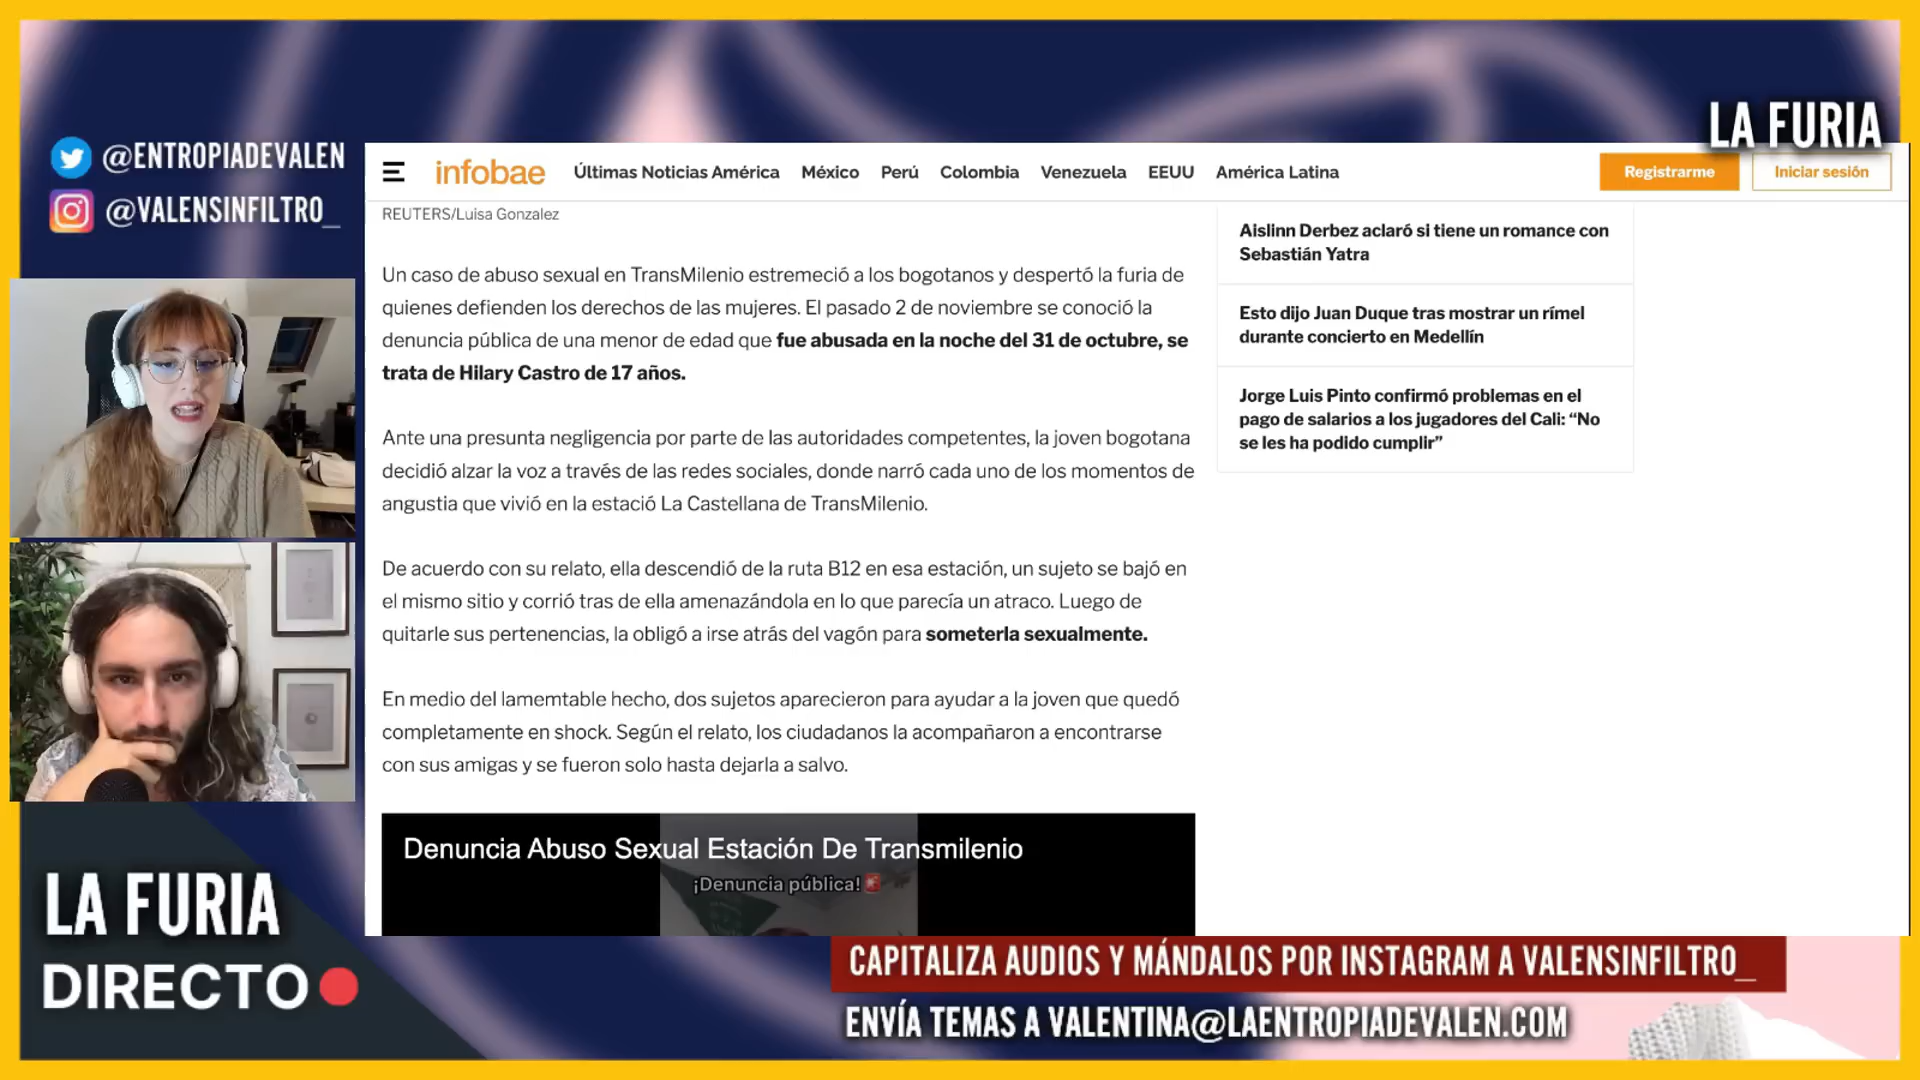 LA FURIA
@ENTROPIADEVALEN
@VALENSINFILTRO_
infobae
Últimas Noticias América
México
Perú
Colombia
Venezuela
EEUU
América Latina
Registrarme
Iniciar sesión
REUTERS/Luisa Gonzalez
Un caso de abuso sexual en TransMilenio estremeció a los bogotanos y despertó la furia de
quienes defienden los derechos de las mujeres. El pasado 2 de noviembre se conoció la
denuncia pública de una menor de edad que fue abusada en la noche del 31 de octubre, se
trata de Hilary Castro de 17 años.
Ante una presunta negligencia por parte de las autoridades competentes, la joven bogotana
decidió alzar la voz a través de las redes sociales, donde narró cada uno de los momentos de
angustia que vivió en la estació La Castellana de TransMilenio.
De acuerdo con su relato, ella descendió de la ruta B12 en esa estación, un sujeto se bajó en
el mismo sitio y corrió tras de ella amenazándola en lo que parecía un atraco. Luego de
quitarle sus pertenencias, la obligó a irse atrás del vagón para someterla sexualmente.
En medio del lamemtable hecho, dos sujetos aparecieron para ayudar a la joven que quedó
completamente en shock. Según el relato, los ciudadanos la acompañaron a encontrarse
con sus amigas y se fueron solo hasta dejarla a salvo.
Denuncia Abuso Sexual Estación De Transmilenio
¡Denuncia pública!
Aislinn Derbez aclaró si tiene un romance con
Sebastián Yatra
Esto dijo Juan Duque tras mostrar un rímel
durante concierto en Medellín
Jorge Luis Pinto confirmó problemas en el
pago de salarios a los jugadores del Cali: “No
se les ha podido cumplir”
LA FURIA
DIRECTO
CAPITALIZA AUDIOS Y MÁNDALOS POR INSTAGRAM A VALENSINFILTRO_
ENVÍA TEMAS A VALENTINA@LAENTROPIADEVALEN.COM